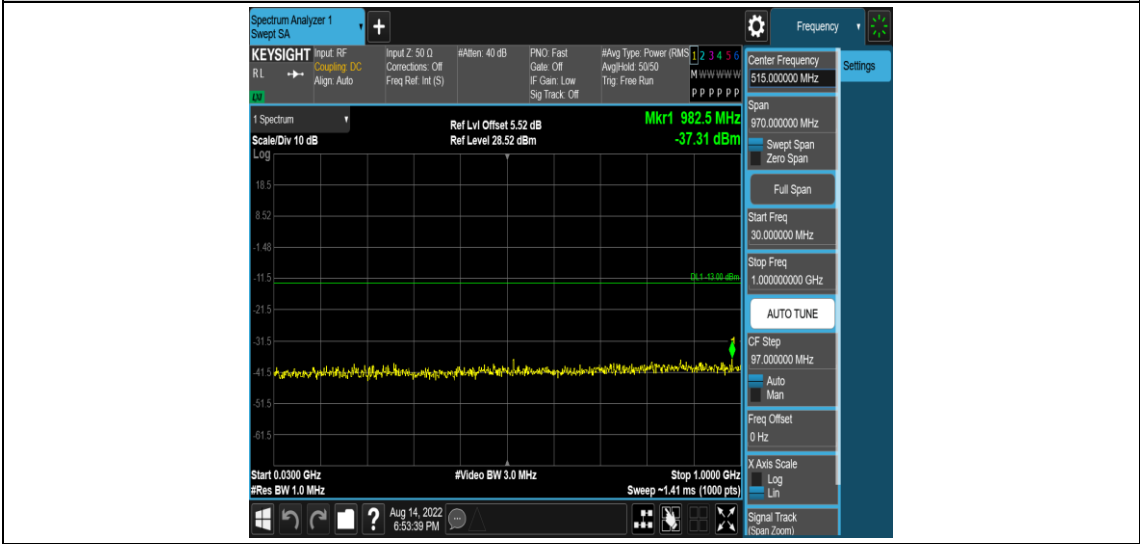 Spectrum Analyzer 1
Swept SA
+
Frequency
KEYSIGHT
RL
Input: RF
Coupling: DC
Align: Auto
Input Z: 50 Ω
Corrections: Off
Freq Ref: Int (S)
#Atten: 40 dB
PNO: Fast
Gate: Off
IF Gain: Low
Sig Track: Off
#Avg Type: Power (RMS
Avg|Hold: 50/50
Trig: Free Run
1 2 3 4 5 6
M W W W W W
P P P P P P
1 Spectrum
Scale/Div 10 dB
Log
Ref Lvl Offset 5.52 dB
Ref Level 28.52 dBm
Mkr1 982.5 MHz
-37.31 dBm
18.5
8.52
-1.48
-11.5
DL1 -13.00 dBm
-21.5
-31.5
1
-41.5
-51.5
-61.5
Start 0.0300 GHz
#Res BW 1.0 MHz
#Video BW 3.0 MHz
Stop 1.0000 GHz
Sweep ~1.41 ms (1000 pts)
Center Frequency
515.000000 MHz
Settings
Span
970.000000 MHz
Swept Span
Zero Span
Full Span
Start Freq
30.000000 MHz
Stop Freq
1.000000000 GHz
AUTO TUNE
CF Step
97.000000 MHz
Auto
Man
Freq Offset
0 Hz
X Axis Scale
Log
Lin
Signal Track
(Span Zoom)
?
Aug 14, 2022
6:53:39 PM